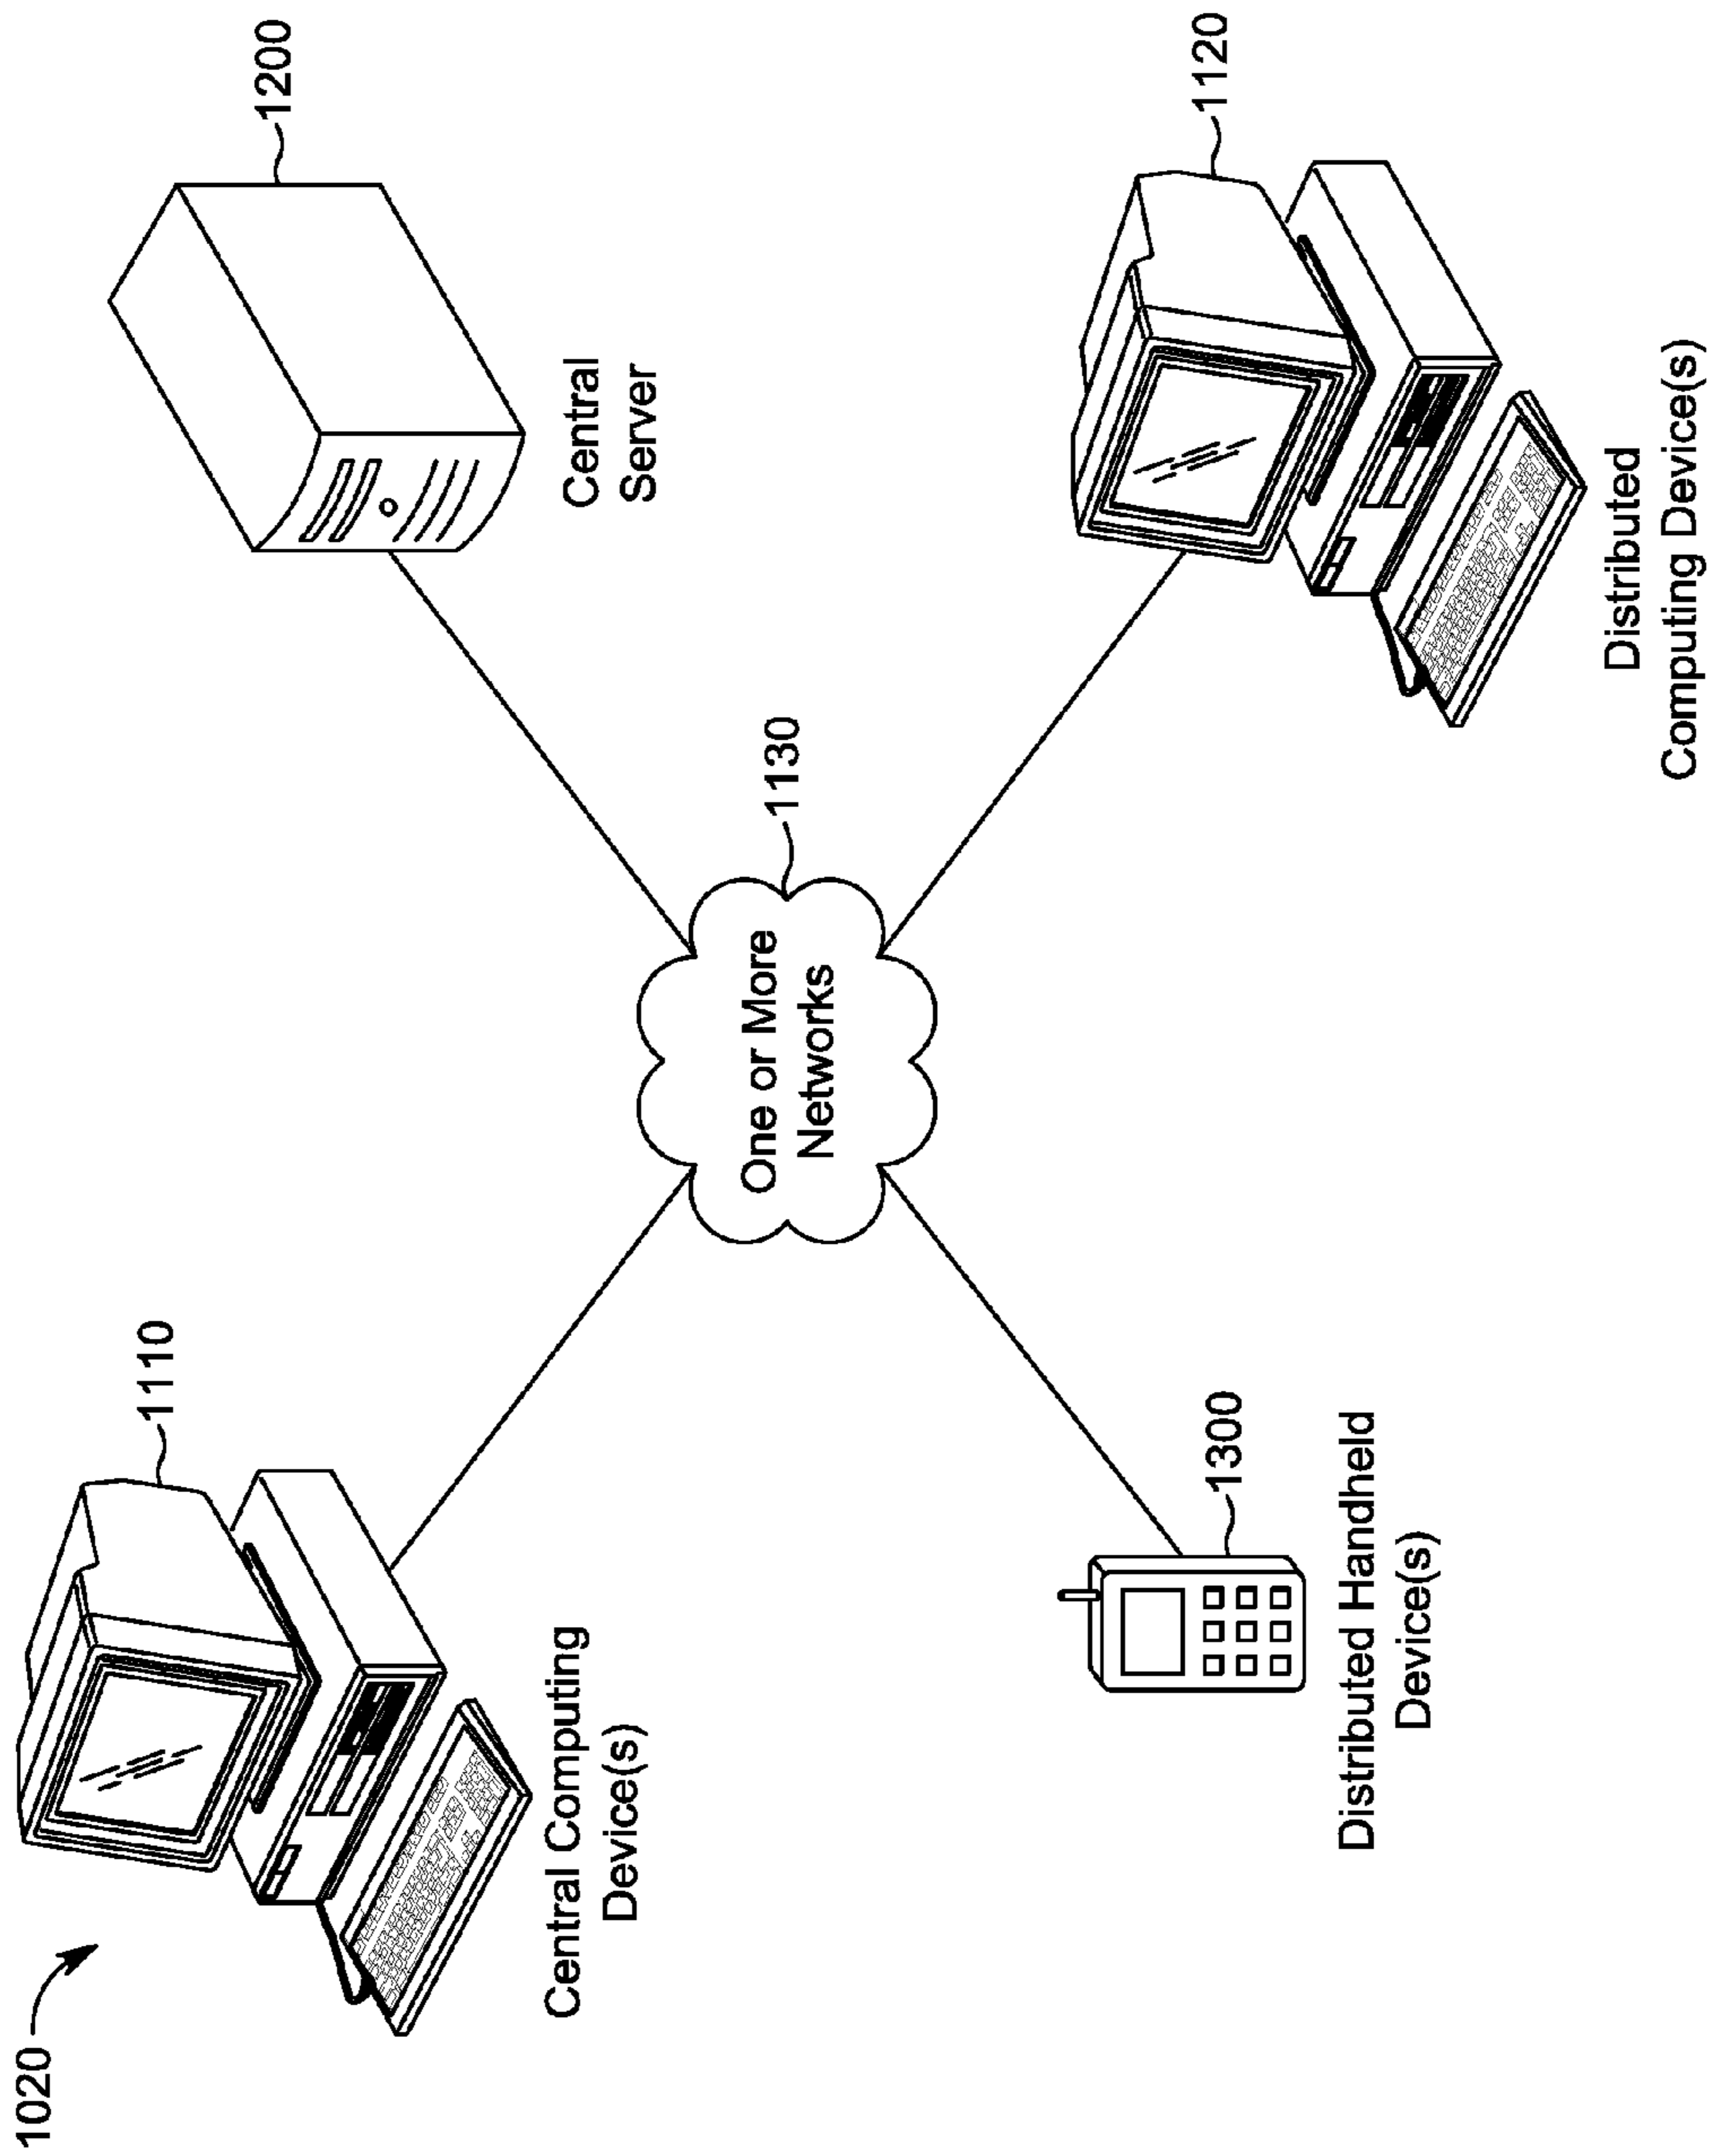 1020
1110
Central Computing
Device(s)
1200
Central
Server
One or More
Networks
1130
1300
Distributed Handheld
Device(s)
1120
Distributed
Computing Device(s)